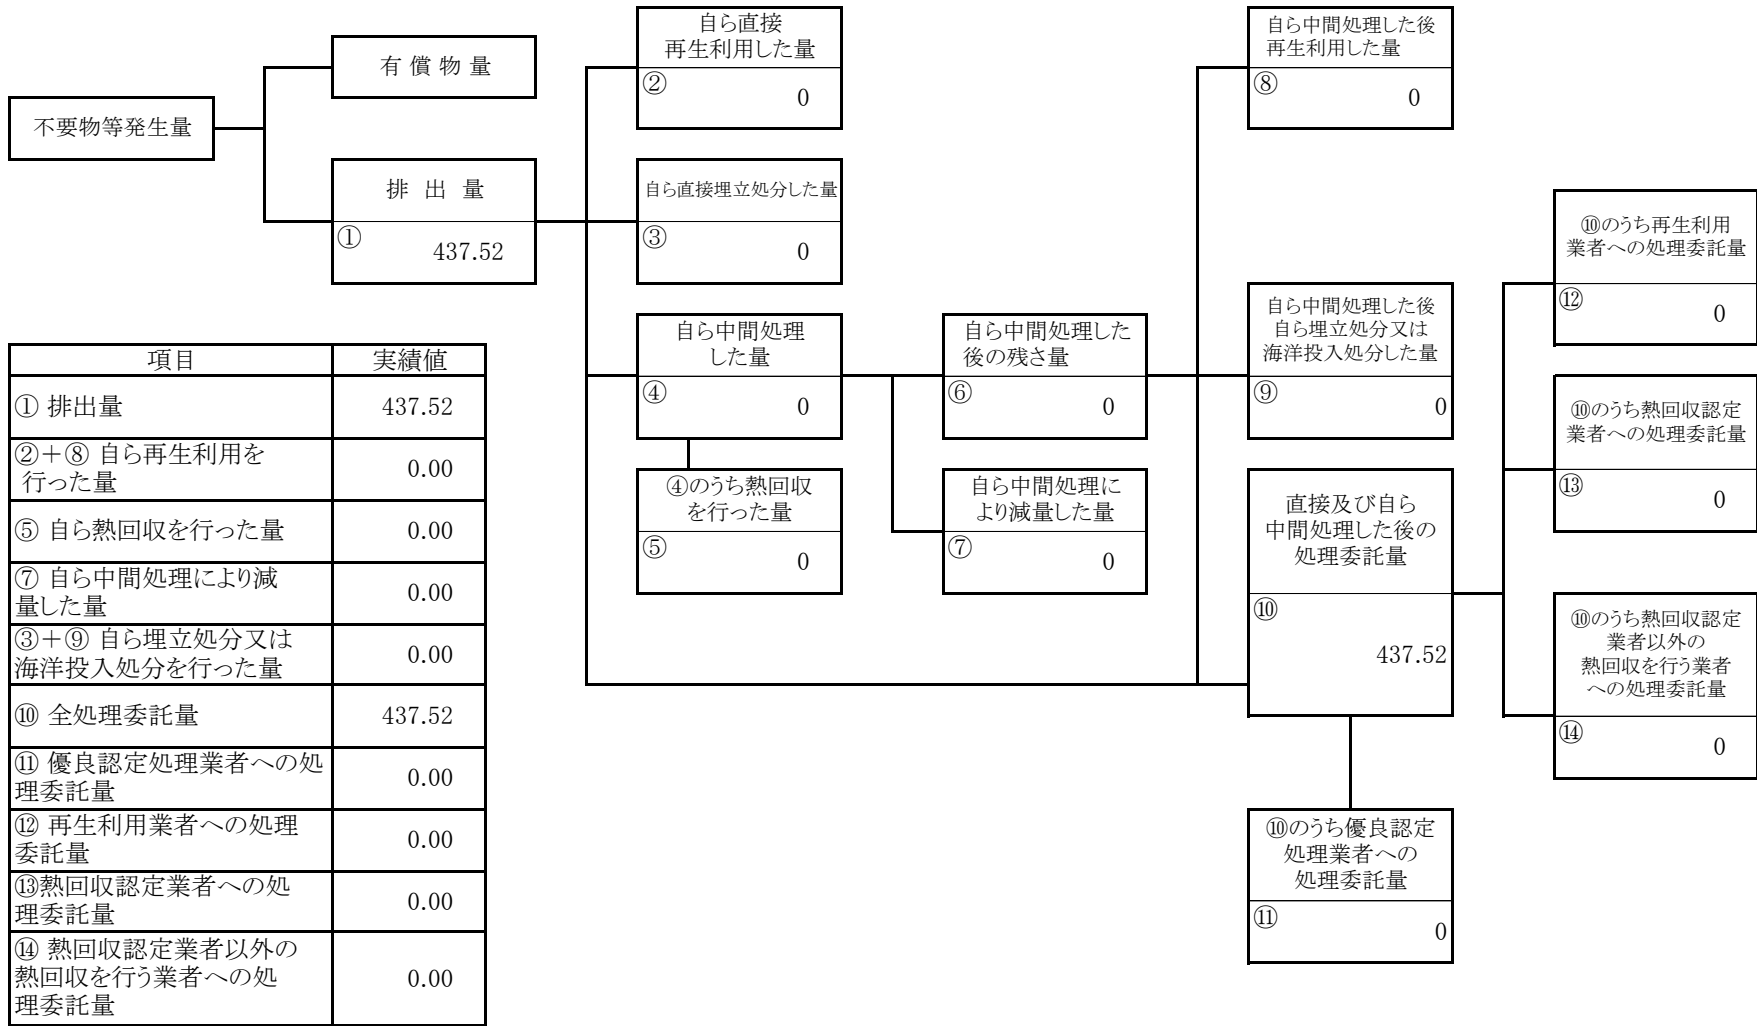 不要物等発生量
有 償 物 量
排 出 量
①
437.52
自ら直接
再生利用した量
②
0
自ら直接埋立処分した量
③
0
自ら中間処理
した量
④
0
④のうち熱回収
を行った量
⑤
0
自ら中間処理した
後の残さ量
⑥
0
自ら中間処理に
より減量した量
⑦
0
自ら中間処理した後
再生利用した量
⑧
0
自ら中間処理した後
自ら埋立処分又は
海洋投入処分した量
⑨
0
直接及び自ら
中間処理した後の
処理委託量
⑩
437.52
⑩のうち優良認定
処理業者への
処理委託量
⑪
0
⑩のうち再生利用
業者への処理委託量
⑫
0
⑩のうち熱回収認定
業者への処理委託量
⑬
0
⑩のうち熱回収認定
業者以外の
熱回収を行う業者
への処理委託量
⑭
0
項目 実績値
① 排出量 437.52
②＋⑧ 自ら再生利用を
行った量 0.00
⑤ 自ら熱回収を行った量 0.00
⑦ 自ら中間処理により減
量した量 0.00
③＋⑨ 自ら埋立処分又は
海洋投入処分を行った量 0.00
⑩ 全処理委託量 437.52
⑪ 優良認定処理業者への処
理委託量 0.00
⑫ 再生利用業者への処理
委託量 0.00
⑬熱回収認定業者への処
理委託量 0.00
⑭ 熱回収認定業者以外の
熱回収を行う業者への処
理委託量 0.00